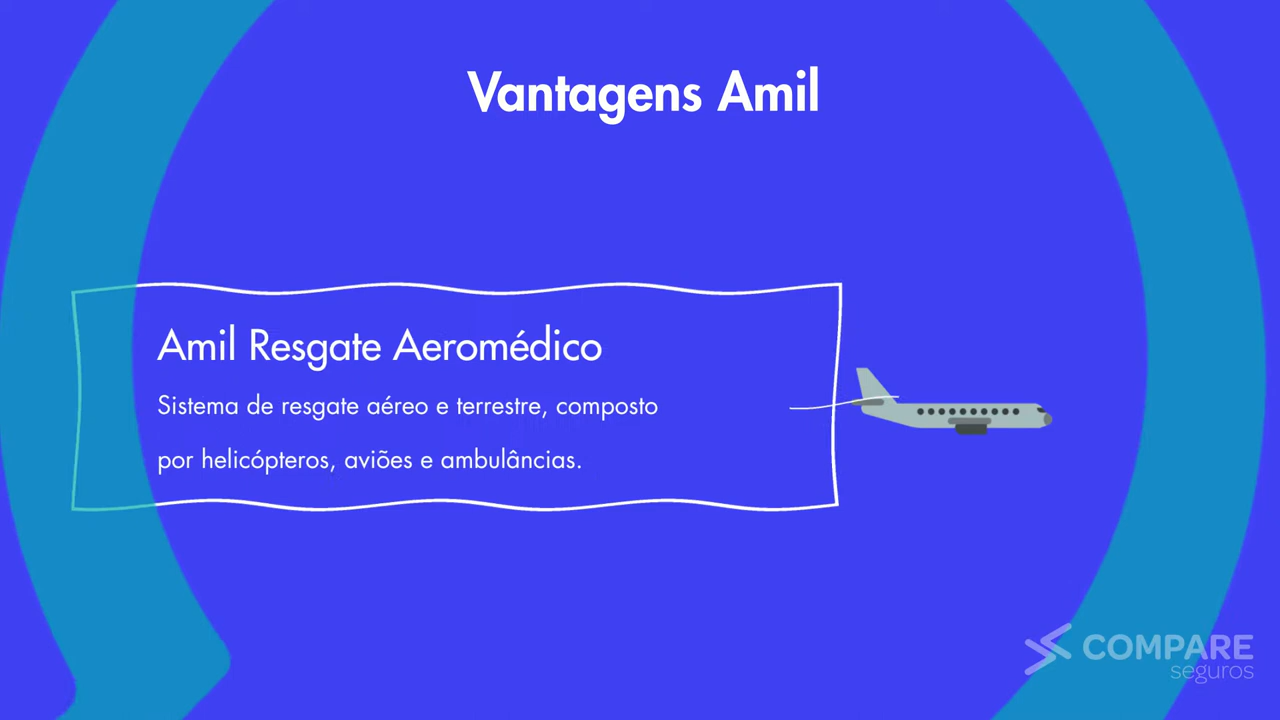 Vantagens Amil
Amil Resgate Aeromédico
Sistema de resgate aéreo e terrestre, composto
por helicópteros, aviões e ambulâncias.
COMPARE
seguros